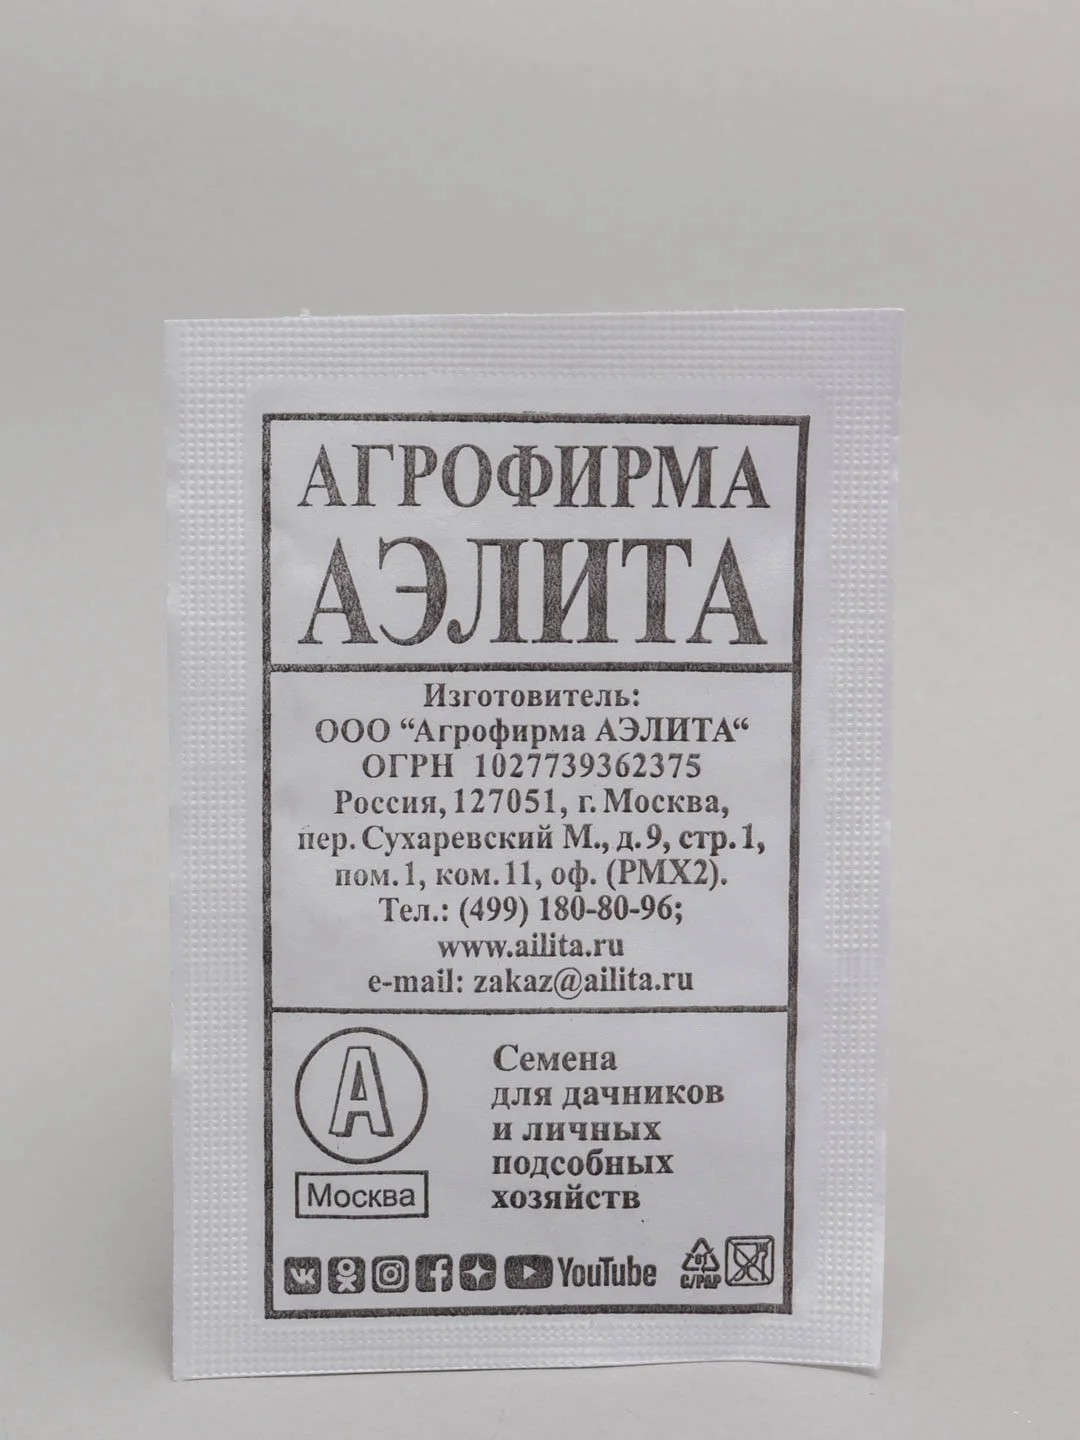 АГРОФИРМА
АЭЛИТА
Изготовитель:
ООО “Агрофирма АЭЛИТА“
ОГРН 1027739362375
Россия, 127051, г. Москва,
пер. Сухаревский М., д. 9, стр. 1,
пом. 1, ком. 11, оф. (РМХ2).
Тел.: (499) 180-80-96;
www.ailita.ru
e-mail: zakaz@ailita.ru
А
Москва
Семена
для дачников
и личных
подсобных
хозяйств
YouTube
C/PAP